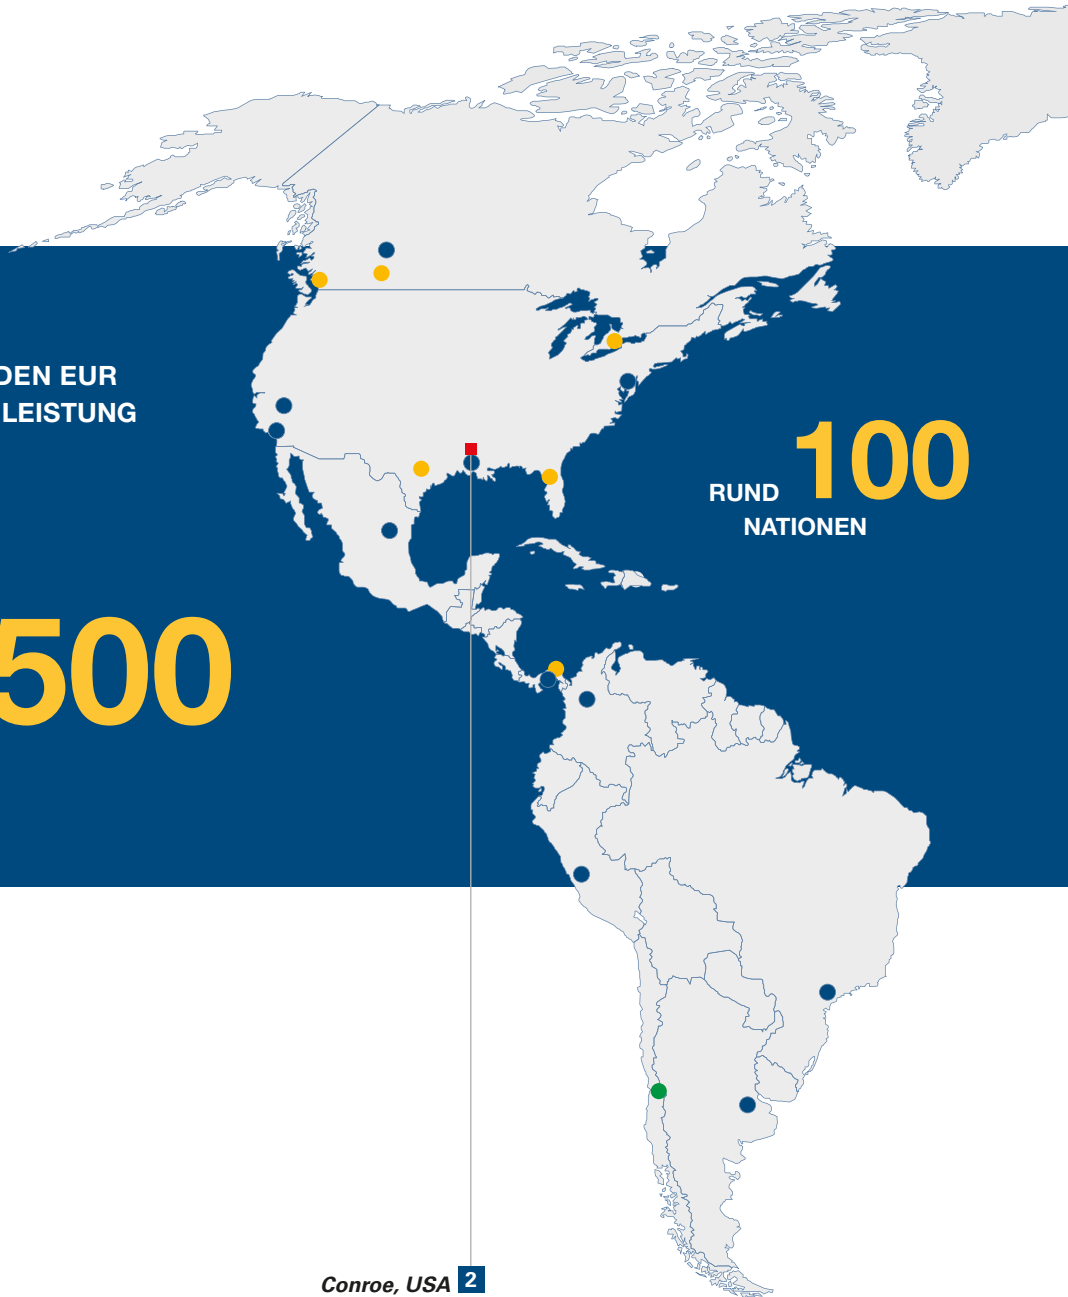 DEN EUR
LEISTUNG
100
RUND
NATIONEN
500
Conroe, USA 2